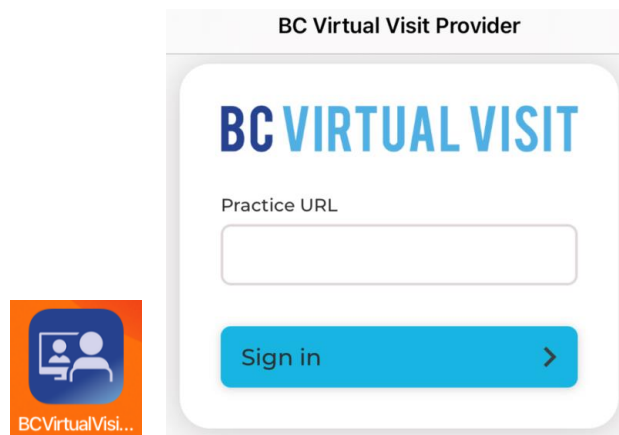 BC Virtual Visit Provider
BC VIRTUAL VISIT
Practice URL
Sign in
BCVirtualVisi...